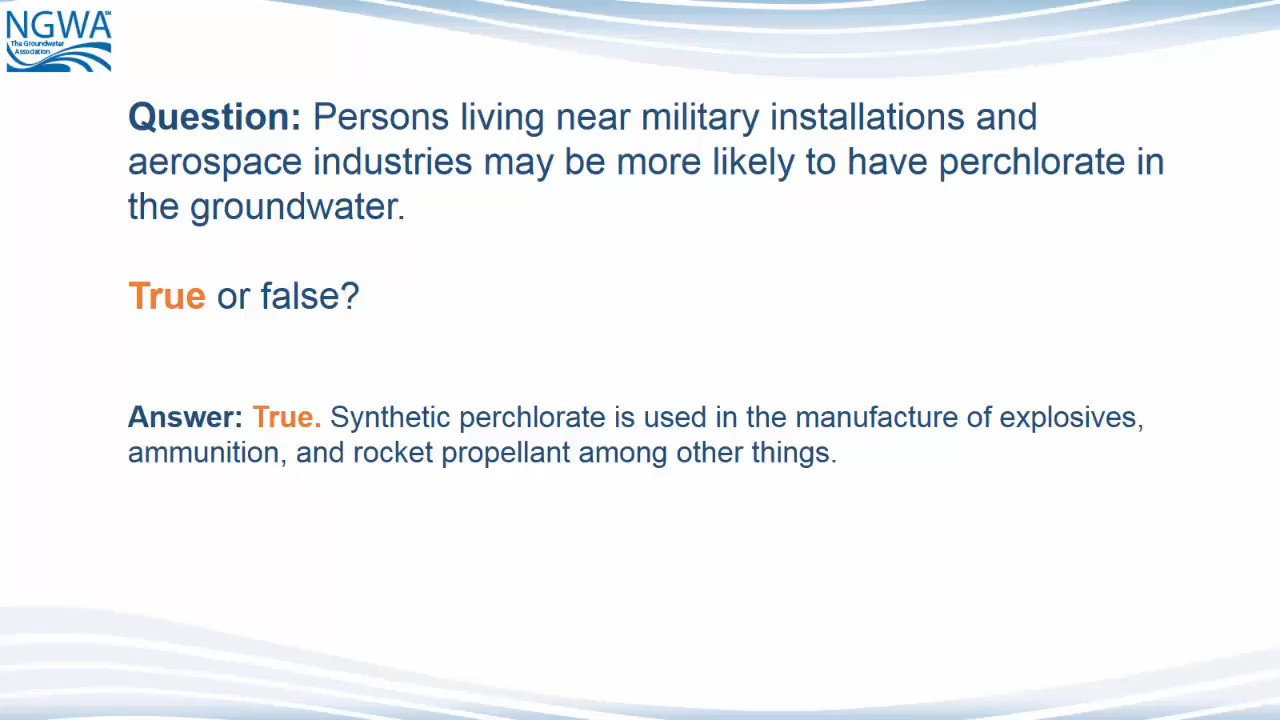 NGWA℠
The Groundwater
Association
Question: Persons living near military installations and
aerospace industries may be more likely to have perchlorate in
the groundwater.
True or false?
Answer: True. Synthetic perchlorate is used in the manufacture of explosives,
ammunition, and rocket propellant among other things.